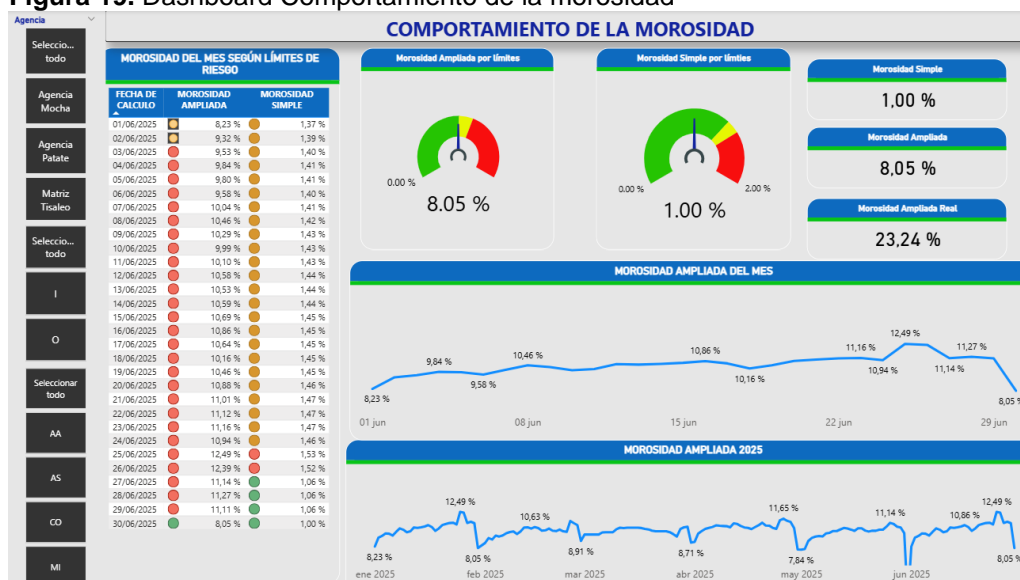 Figura 19. Dashboard Comportamiento de la morosidad
Agencia
Seleccio...
todo
Agencia
Mocha
Agencia
Patate
Matriz
Tisaleo
Seleccio...
todo
I
O
Seleccionar
todo
AA
AS
CO
MI
COMPORTAMIENTO DE LA MOROSIDAD
MOROSIDAD DEL MES SEGÚN LÍMITES DE
RIESGO
FECHA DE CALCULO MOROSIDAD AMPLIADA MOROSIDAD SIMPLE
01/06/2025 8,23 % 1,37 %
02/06/2025 9,32 % 1,39 %
03/06/2025 9,53 % 1,40 %
04/06/2025 9,84 % 1,41 %
05/06/2025 9,80 % 1,41 %
06/06/2025 9,58 % 1,40 %
07/06/2025 10,04 % 1,41 %
08/06/2025 10,46 % 1,42 %
09/06/2025 10,29 % 1,43 %
10/06/2025 9,99 % 1,43 %
11/06/2025 10,10 % 1,43 %
12/06/2025 10,58 % 1,44 %
13/06/2025 10,53 % 1,44 %
14/06/2025 10,59 % 1,44 %
15/06/2025 10,69 % 1,45 %
16/06/2025 10,86 % 1,45 %
17/06/2025 10,64 % 1,45 %
18/06/2025 10,16 % 1,45 %
19/06/2025 10,46 % 1,45 %
20/06/2025 10,88 % 1,46 %
21/06/2025 11,01 % 1,47 %
22/06/2025 11,12 % 1,47 %
23/06/2025 11,16 % 1,47 %
24/06/2025 10,94 % 1,46 %
25/06/2025 12,49 % 1,53 %
26/06/2025 12,39 % 1,52 %
27/06/2025 11,14 % 1,06 %
28/06/2025 11,27 % 1,06 %
29/06/2025 11,11 % 1,06 %
30/06/2025 8,05 % 1,00 %
Morosidad Ampliada por límites
0.00 %
8.05 %
Morosidad Simple por límties
0.00 % 2.00 %
1.00 %
Morosidad Simple
1,00 %
Morosidad Ampliada
8,05 %
Morosidad Ampliada Real
23,24 %
MOROSIDAD AMPLIADA DEL MES
8,23 % 9,84 % 9,58 % 10,46 % 10,86 % 10,16 % 11,16 % 10,94 % 12,49 % 11,14 % 11,27 % 8,05 %
01 jun 08 jun 15 jun 22 jun 29 jun
MOROSIDAD AMPLIADA 2025
8,23 % 12,49 % 8,05 % 10,63 % 8,91 % 8,71 % 11,65 % 7,84 % 11,14 % 10,86 % 12,49 % 8,05 %
ene 2025 feb 2025 mar 2025 abr 2025 may 2025 jun 2025